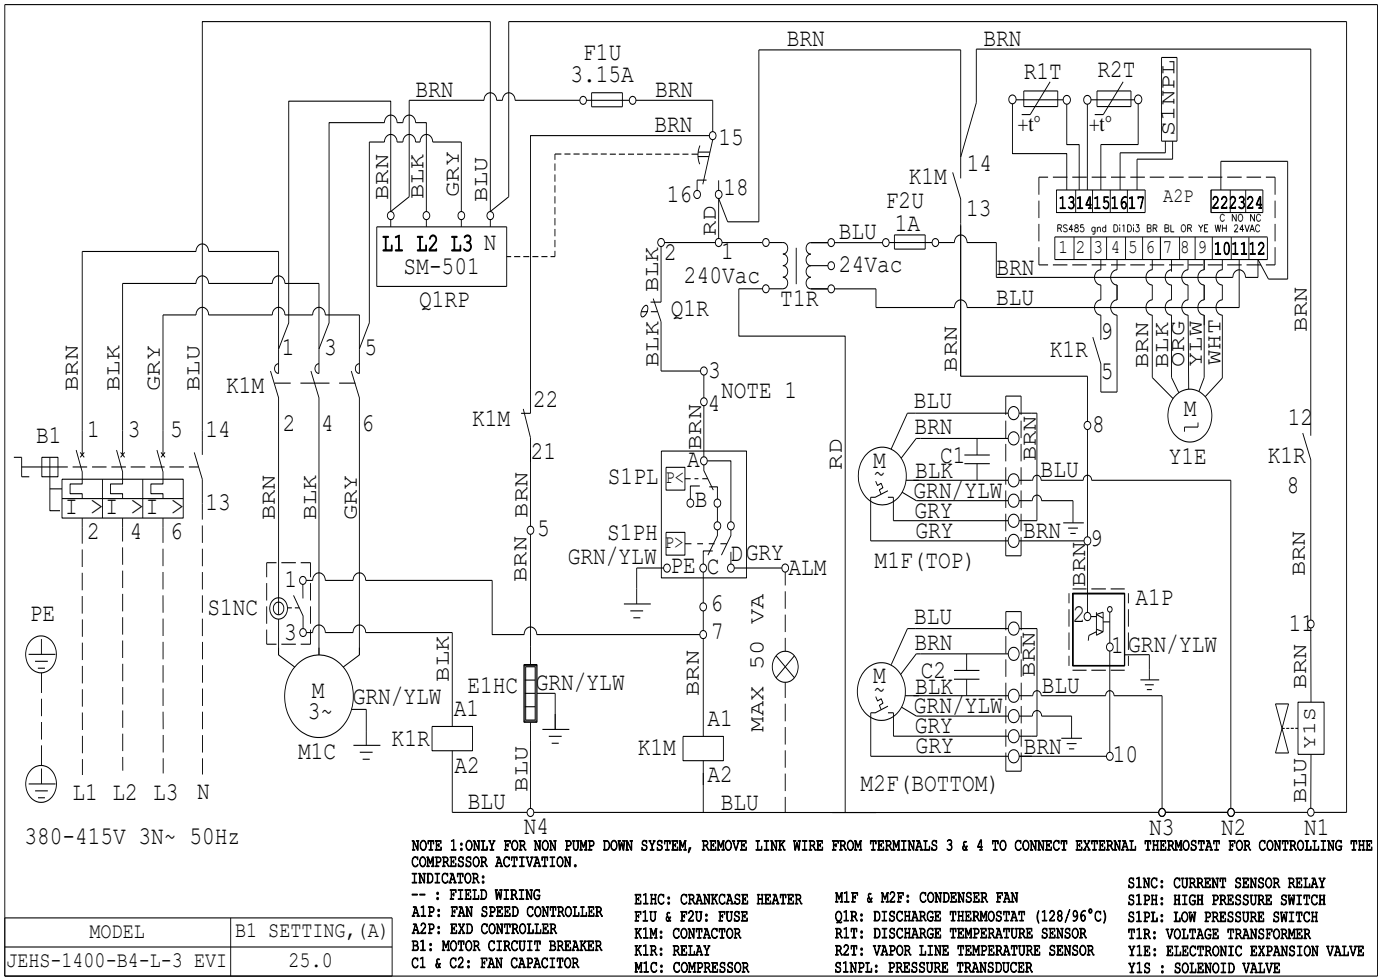 BRN
BRN
F1U
3.15A
R1T
R2T
S1NPL
BRN
BRN
BRN
15
+t°
+t°
14
K1M
13
BRN
BLK
GRY
BLU
16
18
F2U
1A
A2P
13 14 15 16 17
22 23 24
C NO NC
RS485 gnd Di1 Di3 BR BL OR YE WH 24VAC
1 2 3 4 5 6 7 8 9 10 11 12
L1 L2 L3 N
SM-501
Q1RP
RD
BLU
2
1
240Vac
24Vac
T1R
BRN
BLU
BLK
θ
Q1R
BLK
BRN
BRN
1
3
5
K1M
2
4
6
BRN
BLK
GRY
BLU
9
K1R
5
BRN
BLK
ORG
YLW
WHT
M
Y1E
3
NOTE 1
4
BRN
22
K1M
21
B1
1
3
5
14
I >
I >
I >
13
2
4
6
BRN
BLK
GRY
BRN
5
BRN
S1PL
P<
A
B
S1PH
P>
GRN/YLW
PE
C
D
GRY
ALM
RD
BLU
BRN
BRN
M
~
C1
BLK
BLU
GRN/YLW
GRY
GRY
BRN
M1F(TOP)
8
9
BRN
12
K1R
8
BRN
PE
S1NC
1
3
6
7
BLK
M
3~
GRN/YLW
M1C
E1HC
GRN/YLW
BRN
MAX 50 VA
A1P
2
1
GRN/YLW
11
BRN
BLU
BRN
BRN
M
~
C2
BLK
BLU
GRN/YLW
GRY
GRY
BRN
10
M2F(BOTTOM)
A1
K1R
A2
A1
K1M
A2
BLU
Y1S
BLU
L1 L2 L3 N
BLU
BLU
N4
N3
N2
N1
380-415V 3N~ 50Hz
NOTE 1:ONLY FOR NON PUMP DOWN SYSTEM, REMOVE LINK WIRE FROM TERMINALS 3 & 4 TO CONNECT EXTERNAL THERMOSTAT FOR CONTROLLING THE
COMPRESSOR ACTIVATION.
INDICATOR:
-- : FIELD WIRING
A1P: FAN SPEED CONTROLLER
A2P: EXD CONTROLLER
B1: MOTOR CIRCUIT BREAKER
C1 & C2: FAN CAPACITOR
E1HC: CRANKCASE HEATER
F1U & F2U: FUSE
K1M: CONTACTOR
K1R: RELAY
M1C: COMPRESSOR
M1F & M2F: CONDENSER FAN
Q1R: DISCHARGE THERMOSTAT (128/96°C)
R1T: DISCHARGE TEMPERATURE SENSOR
R2T: VAPOR LINE TEMPERATURE SENSOR
S1NPL: PRESSURE TRANSDUCER
S1NC: CURRENT SENSOR RELAY
S1PH: HIGH PRESSURE SWITCH
S1PL: LOW PRESSURE SWITCH
T1R: VOLTAGE TRANSFORMER
Y1E: ELECTRONIC EXPANSION VALVE
Y1S : SOLENOID VALVE
MODEL B1 SETTING,(A)
JEHS-1400-B4-L-3 EVI 25.0